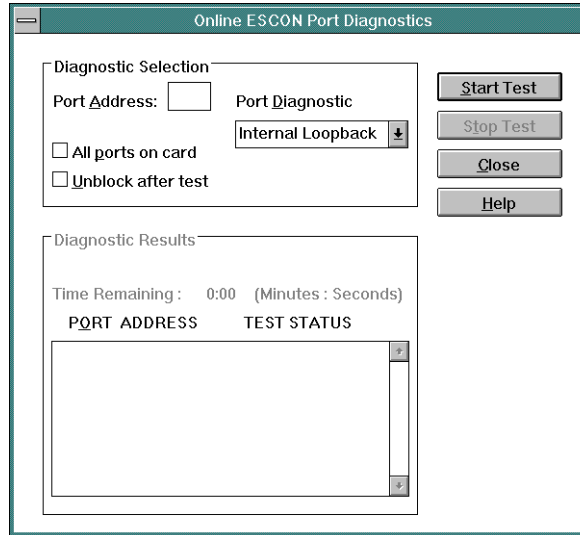 Online ESCON Port Diagnostics
Diagnostic Selection
Port Address:
Port Diagnostic
Internal Loopback
All ports on card
Unblock after test
Start Test
Stop Test
Close
Help
Diagnostic Results
Time Remaining : 0:00 (Minutes : Seconds)
PORT ADDRESS TEST STATUS